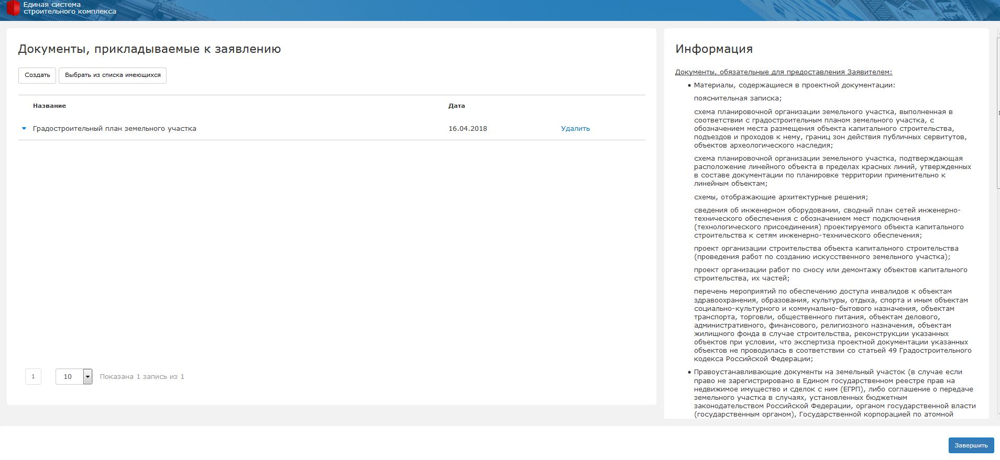 Единая система
строительного комплекса
Документы, прикладываемые к заявлению
Создать
Выбрать из списка имеющихся
Название
Дата
Градостроительный план земельного участка
16.04.2018
Удалить
1
10
Показана 1 запись из 1
Информация
Документы, обязательные для предоставления Заявителем:
• Материалы, содержащиеся в проектной документации:
пояснительная записка;
схема планировочной организации земельного участка, выполненная в
соответствии с градостроительным планом земельного участка, с
обозначением места размещения объекта капитального строительства,
подъездов и проходов к нему, границ зон действия публичных сервитутов,
объектов археологического наследия;
схема планировочной организации земельного участка, подтверждающая
расположение линейного объекта в пределах красных линий, утвержденных
в составе документации по планировке территории применительно к
линейным объектам;
схемы, отображающие архитектурные решения;
сведения об инженерном оборудовании, сводный план сетей инженерно-
технического обеспечения с обозначением мест подключения
(технологического присоединения) проектируемого объекта капитального
строительства к сетям инженерно-технического обеспечения;
проект организации строительства объекта капитального строительства
(проведения работ по созданию искусственного земельного участка);
проект организации работ по сносу или демонтажу объектов капитального
строительства, их частей;
перечень мероприятий по обеспечению доступа инвалидов к объектам
здравоохранения, образования, культуры, отдыха, спорта и иным объектам
социально-культурного и коммунально-бытового назначения, объектам
транспорта, торговли, общественного питания, объектам делового,
административного, финансового, религиозного назначения, объектам
жилищного фонда в случае строительства, реконструкции указанных
объектов при условии, что экспертиза проектной документации указанных
объектов не проводилась в соответствии со статьей 49 Градостроительного
кодекса Российской Федерации;
• Правоустанавливающие документы на земельный участок (в случае если
право не зарегистрировано в Едином государственном реестре прав на
недвижимое имущество и сделок с ним (ЕГРП), либо соглашение о передаче
земельного участка в случаях, установленных бюджетным
законодательством Российской Федерации, органом государственной власти
(государственным органом), Государственной корпорацией по атомной
Завершить